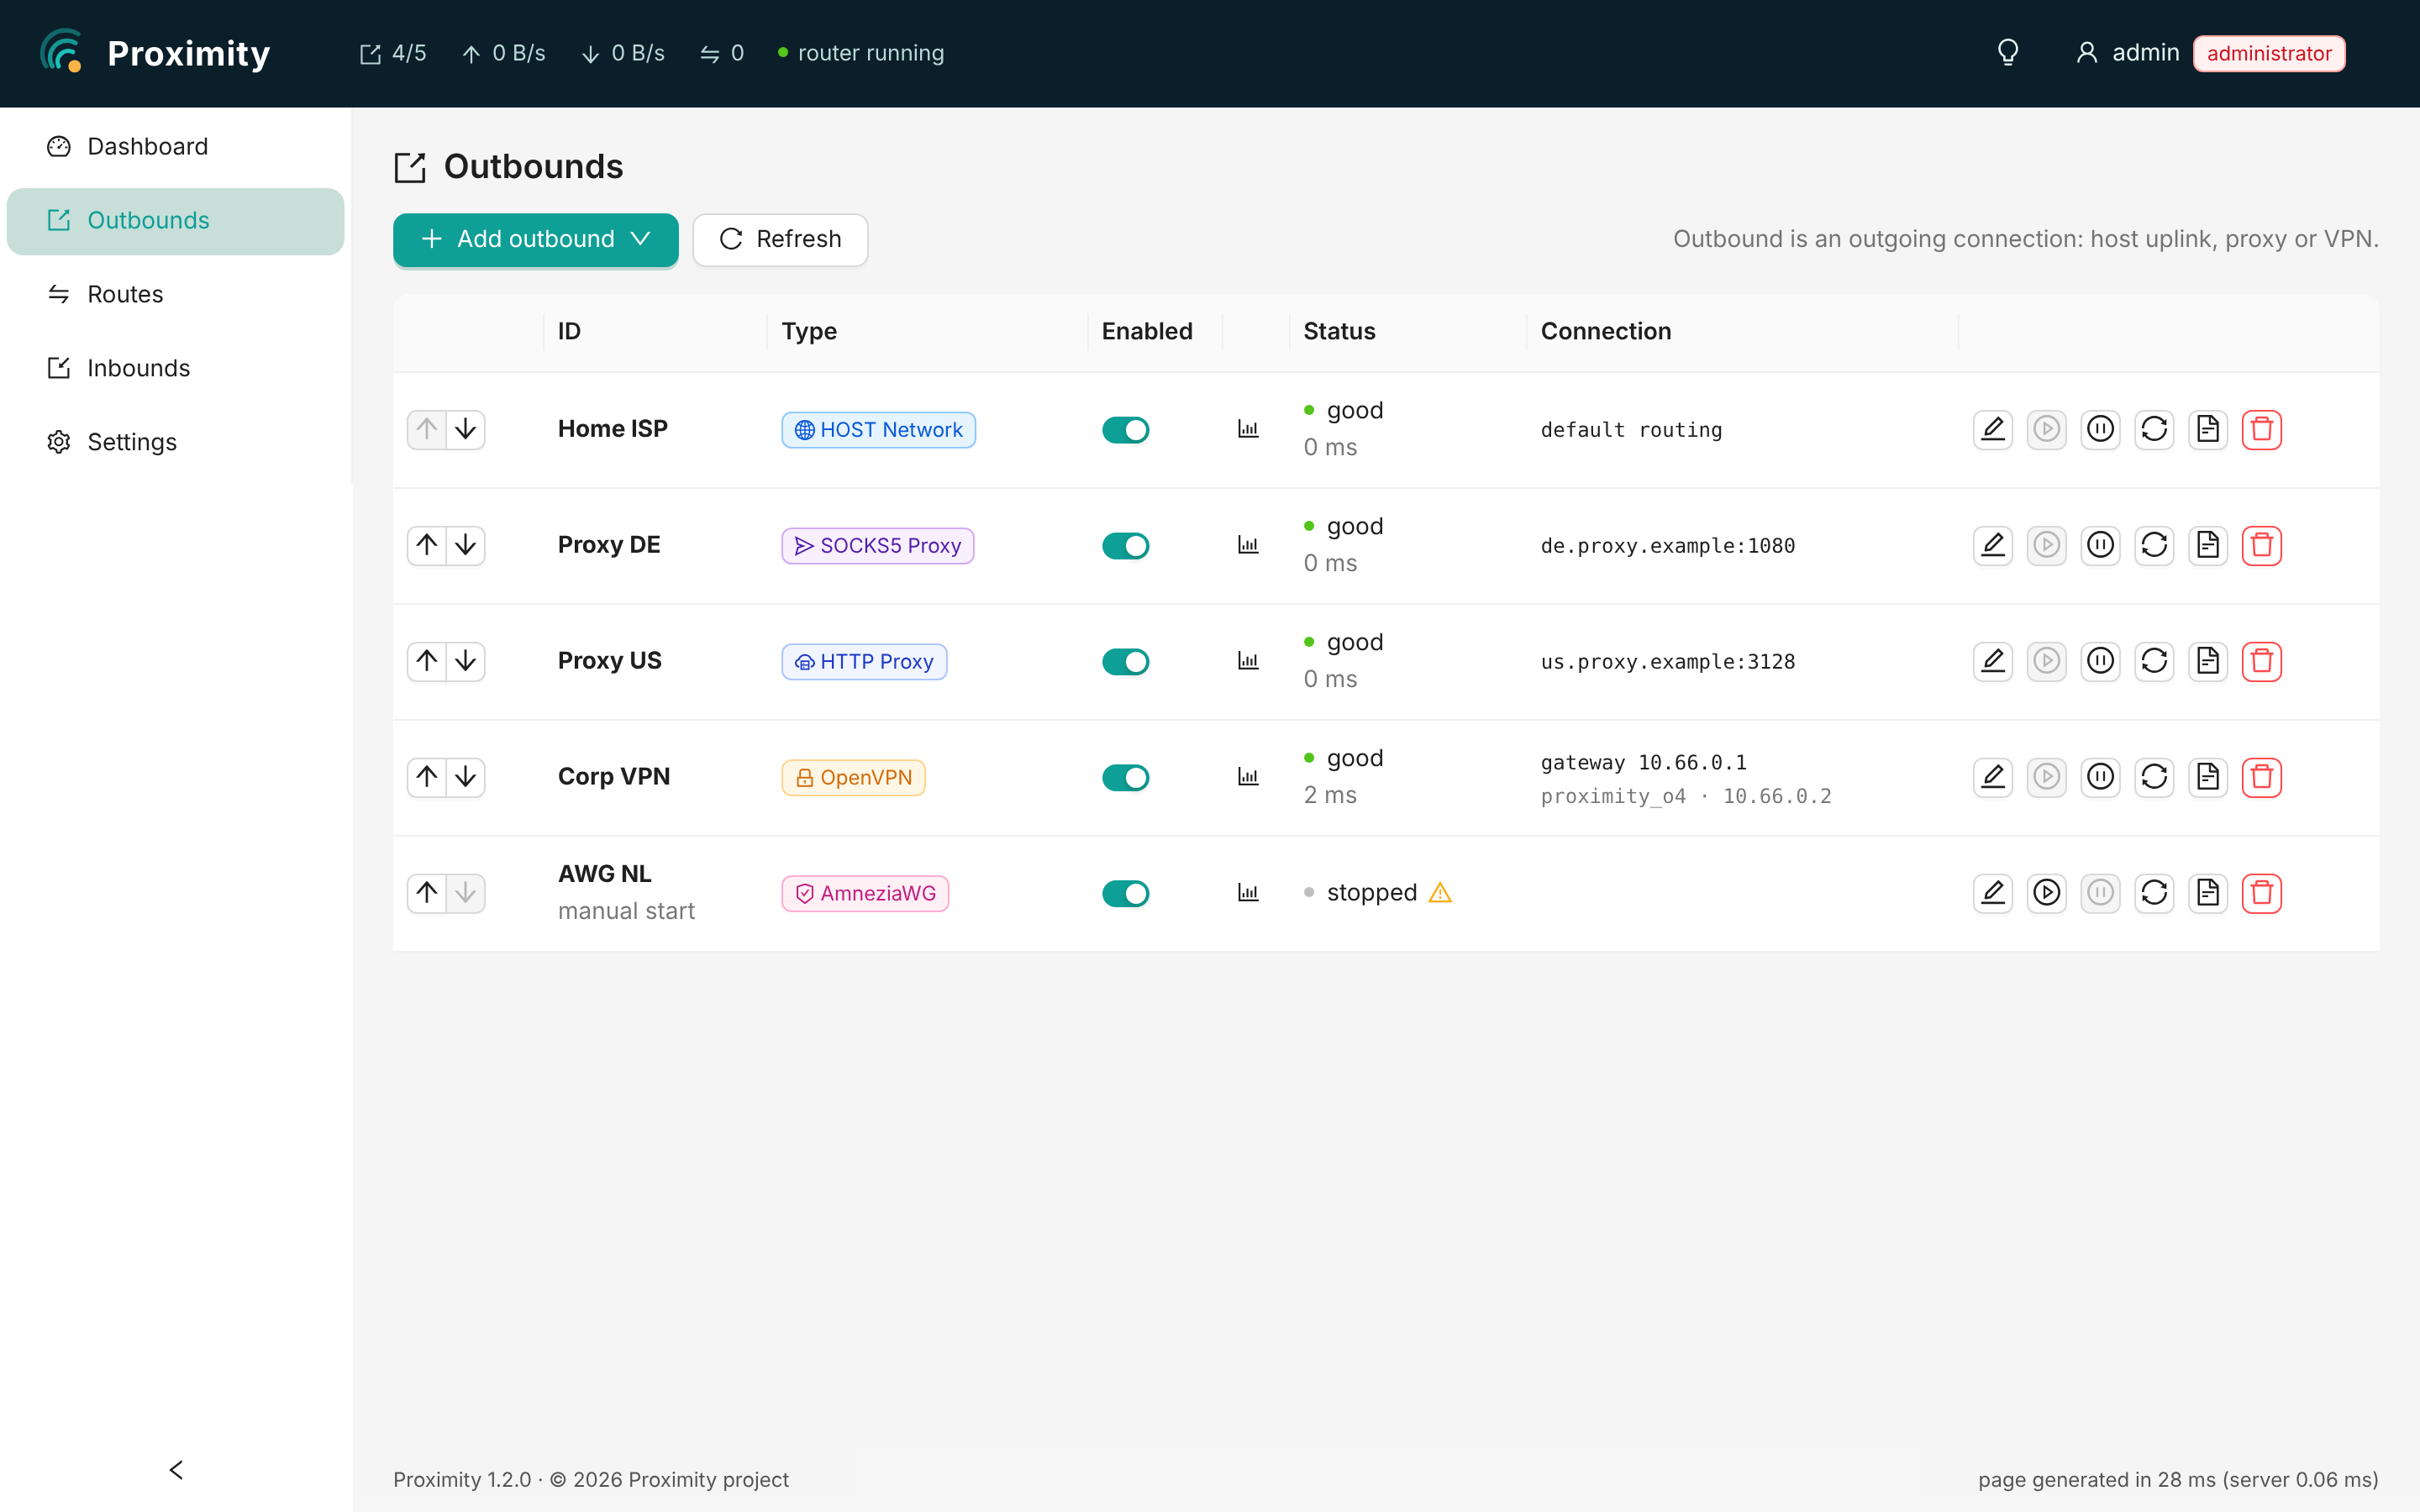 Proximity
4/5
0 B/s
0 B/s
0
router running
admin
administrator
Dashboard
Outbounds
Routes
Inbounds
Settings
Outbounds
Add outbound
Refresh
Outbound is an outgoing connection: host uplink, proxy or VPN.
ID Type Enabled Status Connection
Home ISP HOST Network good default routing
0 ms
Proxy DE SOCKS5 Proxy good de.proxy.example:1080
0 ms
Proxy US HTTP Proxy good us.proxy.example:3128
0 ms
Corp VPN OpenVPN good gateway 10.66.0.1
2 ms proximity_o4 · 10.66.0.2
AWG NL AmneziaWG stopped
manual start
Proximity 1.2.0 · © 2026 Proximity project
page generated in 28 ms (server 0.06 ms)